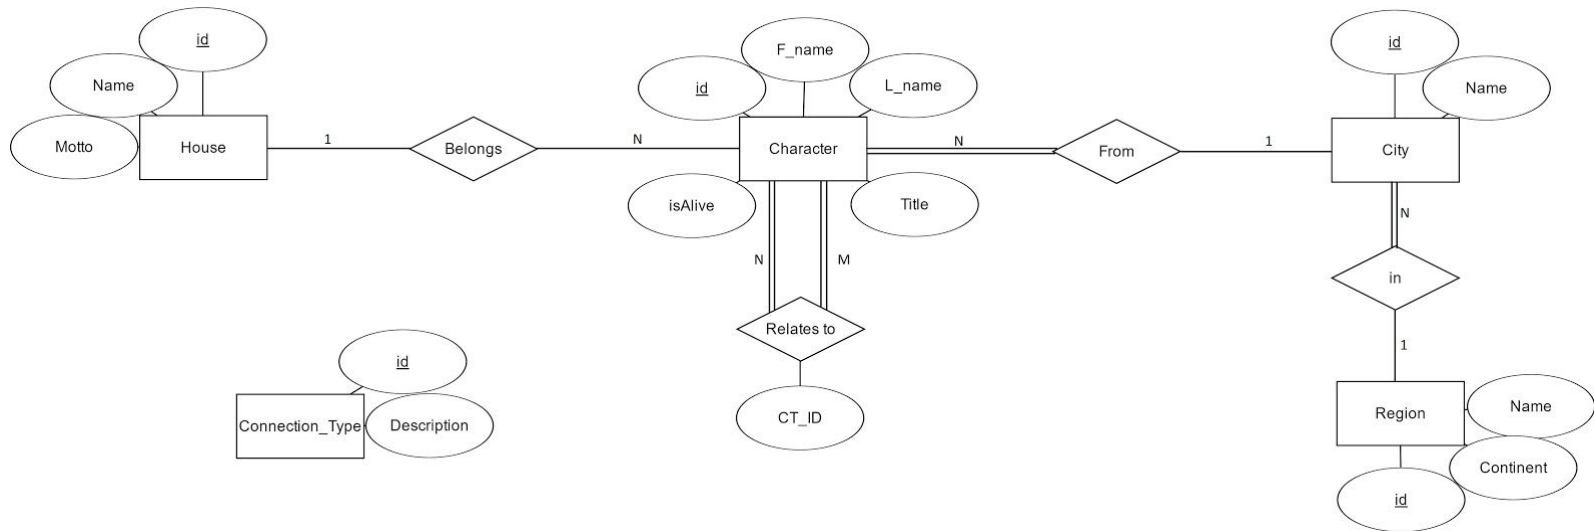 id
Name
Motto
House
1
Belongs
N
F_name
id
L_name
Character
isAlive
Title
N
From
1
id
Name
City
N
in
1
N
M
Relates to
CT_ID
id
Connection_Type
Description
Region
Name
Continent
id